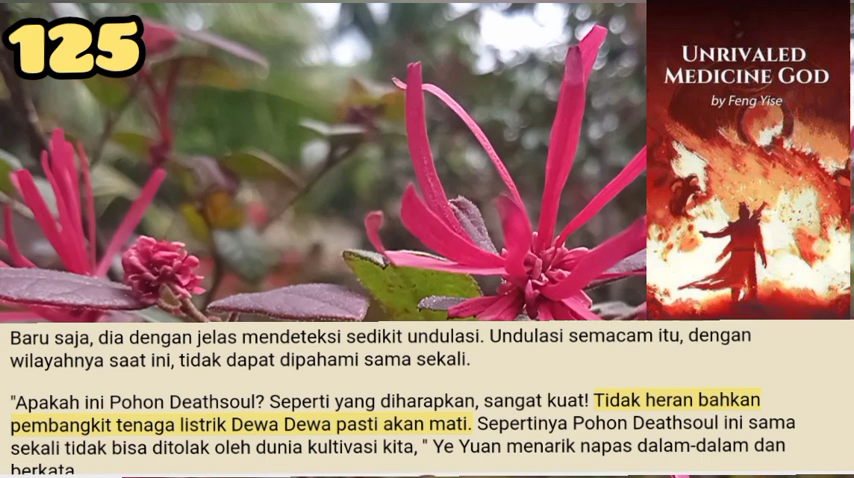 125
UNRIVALED
MEDICINE GOD
by Feng Yise
Baru saja, dia dengan jelas mendeteksi sedikit undulasi. Undulasi semacam itu, dengan
wilayahnya saat ini, tidak dapat dipahami sama sekali.
"Apakah ini Pohon Deathsoul? Seperti yang diharapkan, sangat kuat! Tidak heran bahkan
pembangkit tenaga listrik Dewa Dewa pasti akan mati. Sepertinya Pohon Deathsoul ini sama
sekali tidak bisa ditolak oleh dunia kultivasi kita, " Ye Yuan menarik napas dalam-dalam dan
berkata